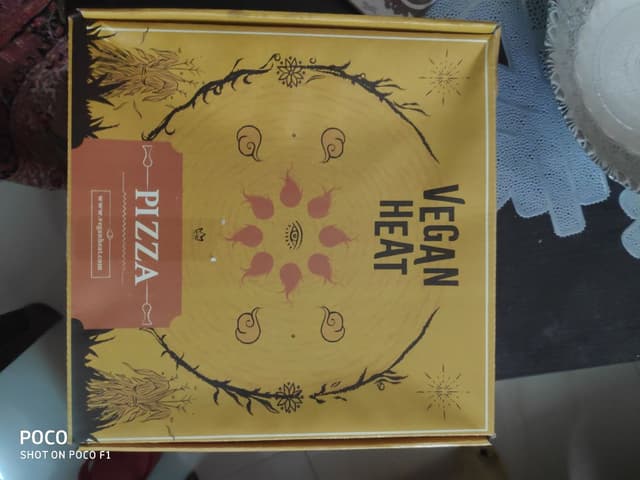 VEGAN
HEAT
PIZZA
www.veganheat.com
POCO
SHOT ON POCO F1